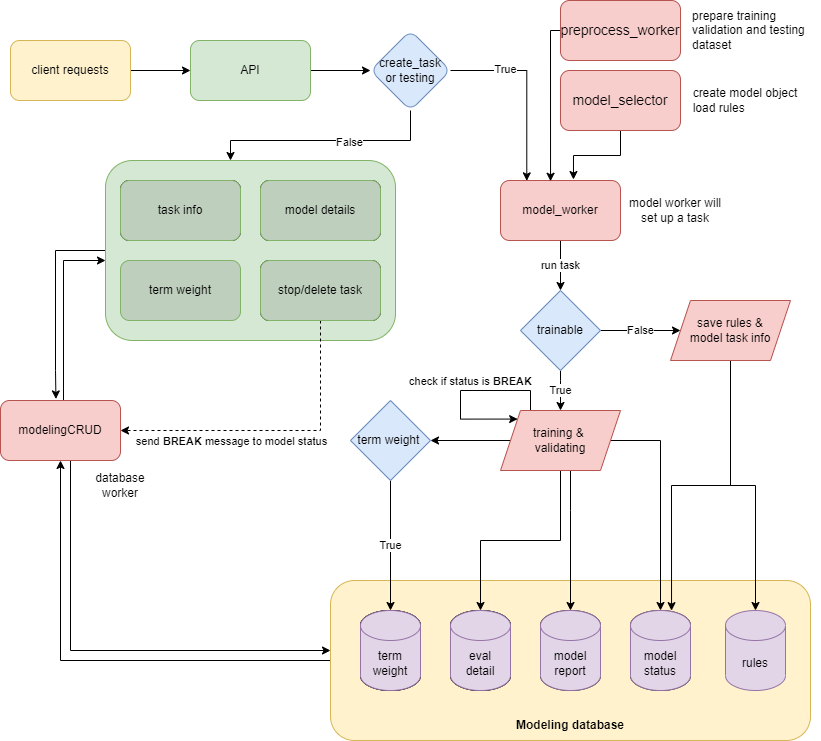 client requests
API
create_task
or testing
True
False
preprocess_worker
prepare training
validation and testing
dataset
model_selector
create model object
load rules
model_worker
model worker will
set up a task
task info
model details
term weight
stop/delete task
run task
trainable
False
save rules &
model task info
True
check if status is BREAK
training &
validating
term weight
modelingCRUD
send BREAK message to model status
database
worker
True
term
weight
eval
detail
model
report
model
status
rules
Modeling database